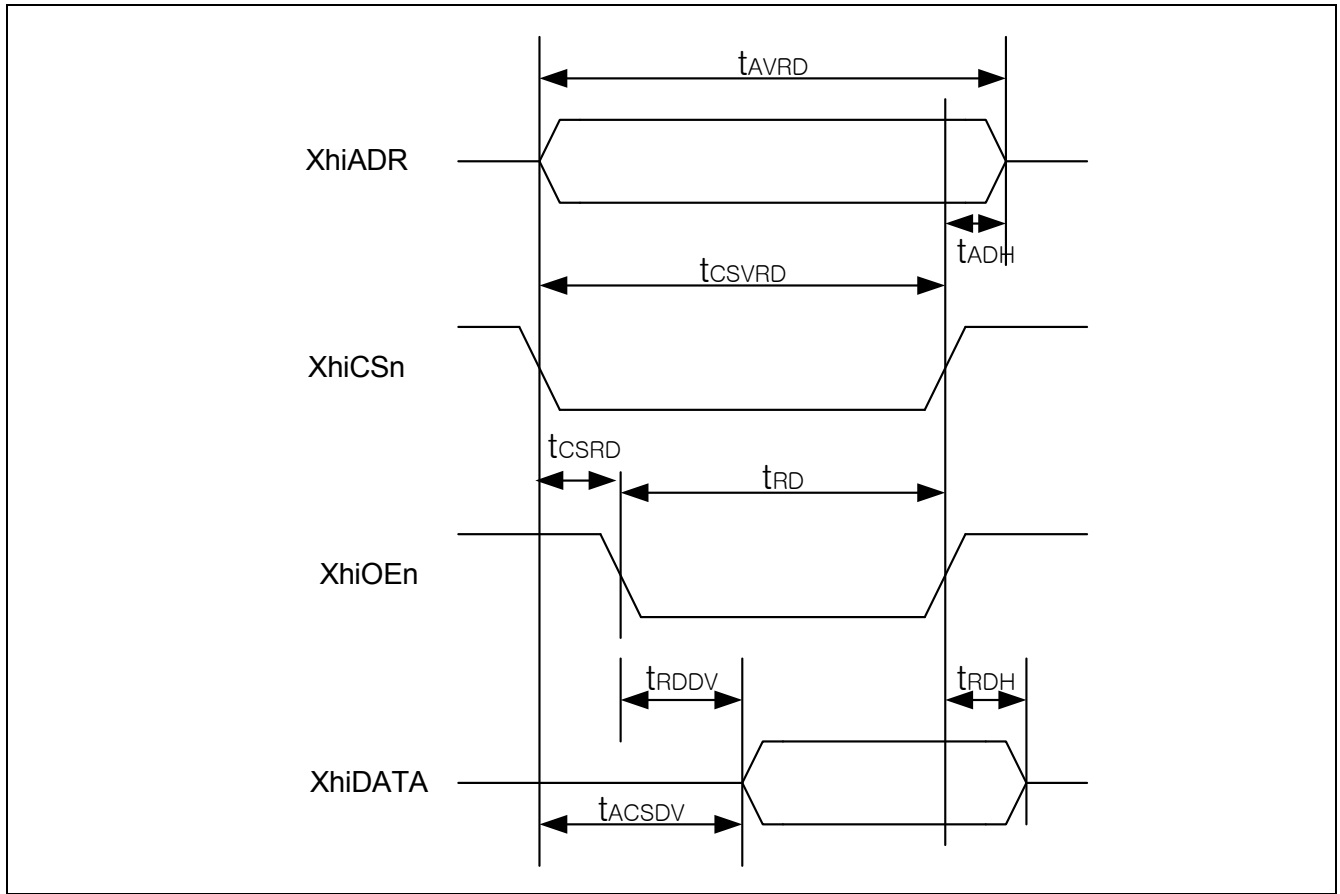 tAVRD
XhiADR
tADH
tCSVRD
XhiCSn
tCSRD
tRD
XhiOEn
tRDDV
tRDH
XhiDATA
tACSDV